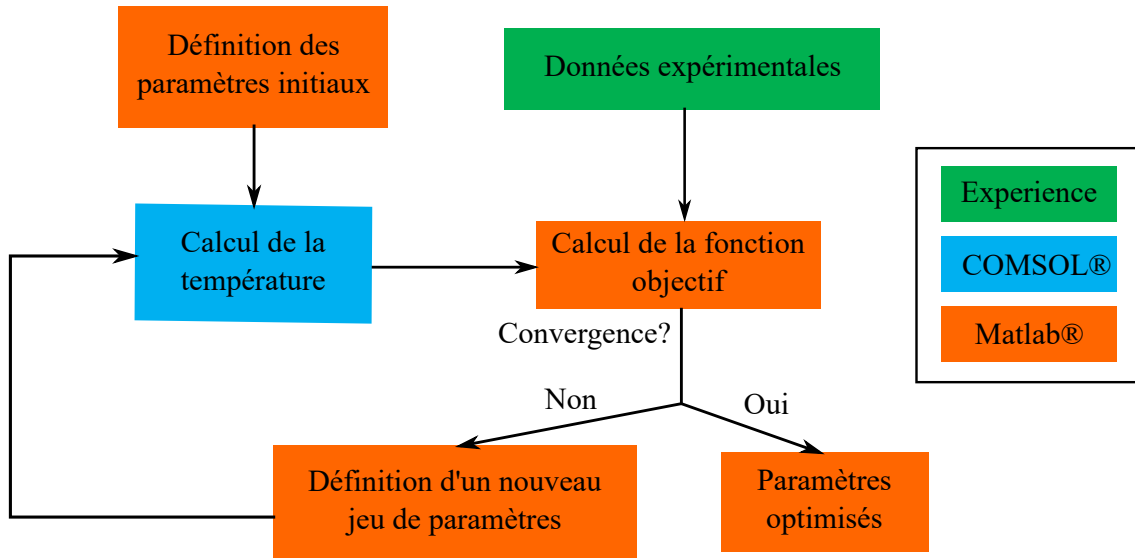 Définition des
paramètres initiaux
Données expérimentales
Experience
COMSOL®
Matlab®
Calcul de la
température
Calcul de la fonction
objectif
Convergence?
Non
Oui
Définition d'un nouveau
jeu de paramètres
Paramètres
optimisés